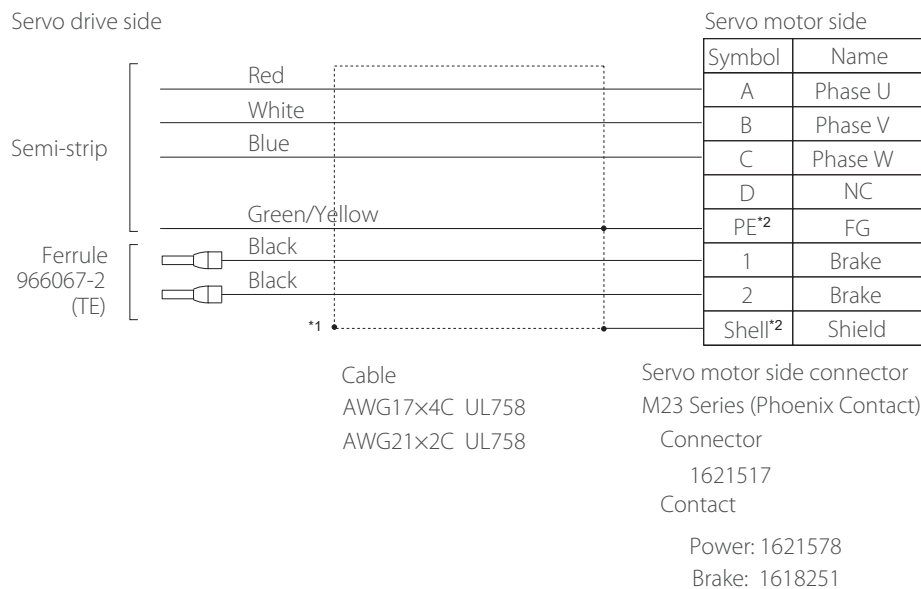 Servo drive side
Servo motor side
Symbol Name
Red
A Phase U
White
B Phase V
Semi-strip
Blue
C Phase W
D NC
Green/Yellow
PE*2 FG
Ferrule
966067-2
(TE)
Black
1 Brake
Black
2 Brake
*1
Shell*2 Shield
Cable
AWG17×4C UL758
AWG21×2C UL758
Servo motor side connector
M23 Series (Phoenix Contact)
Connector
1621517
Contact
Power: 1621578
Brake: 1618251